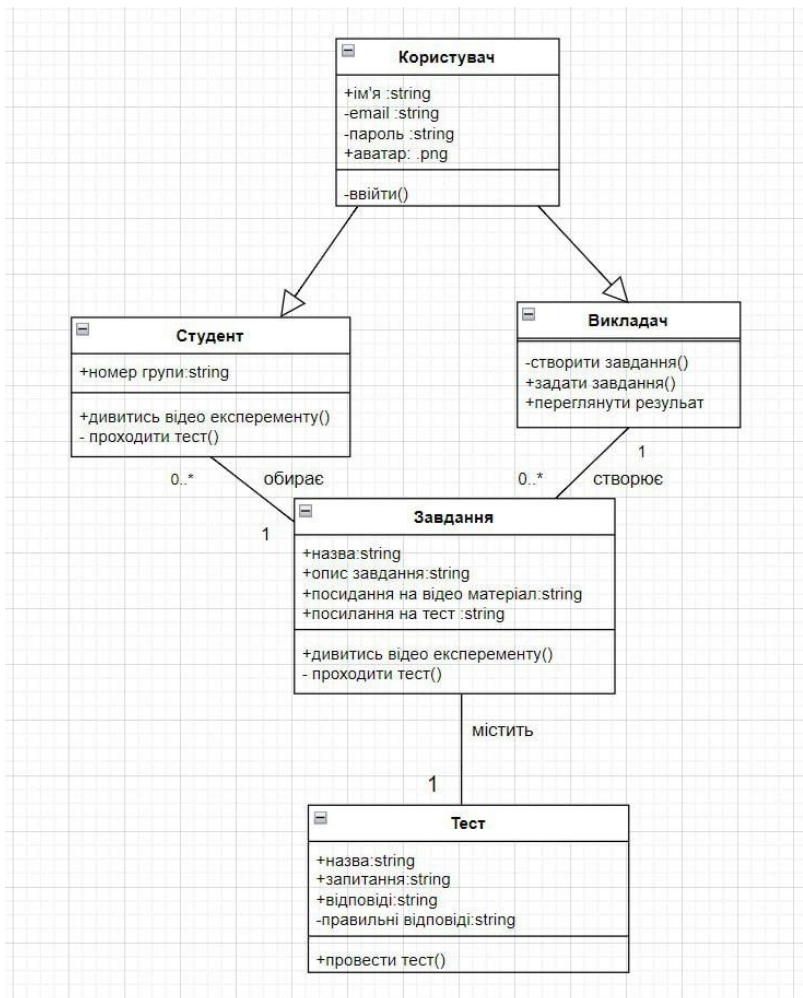 Користувач
+ім'я :string
-email :string
-пароль :string
+аватар: .png
-ввійти()
Студент
+номер групи:string
+дивитись відео експеременту()
- проходити тест()
Викладач
-створити завдання()
+задати завдання()
+переглянути резульат
0..*
обирає
1
1
0..*
створює
Завдання
+назва:string
+опис завдання:string
+посидання на відео матеріал:string
+посилання на тест :string
+дивитись відео експеременту()
- проходити тест()
містить
1
Тест
+назва:string
+запитання:string
+відповіді:string
-правильні відповіді:string
+провести тест()